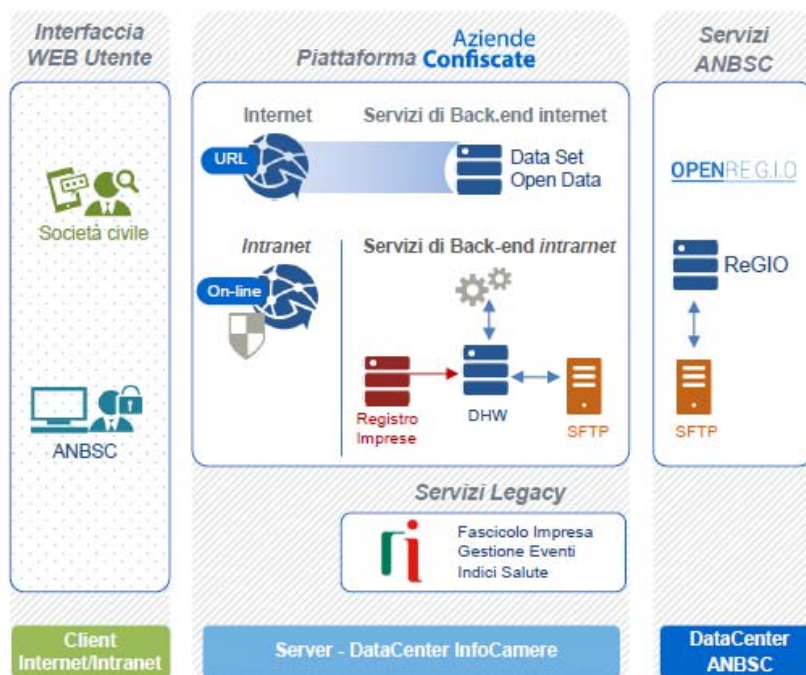 Interfaccia
WEB Utente
Società civile
ANBSC
Piattaforma Aziende
Confiscate
Internet
Servizi di Back.end internet
URL
Data Set
Open Data
Intranet
Servizi di Back-end intrarnet
On-line
Registro
Imprese
DHW
SFTP
Servizi Legacy
ri
Fascicolo Impresa
Gestione Eventi
Indici Salute
Servizi
ANBSC
OPENRE.G.I.O
ReGIO
SFTP
Client
Internet/Intranet
Server - DataCenter InfoCamere
DataCenter
ANBSC